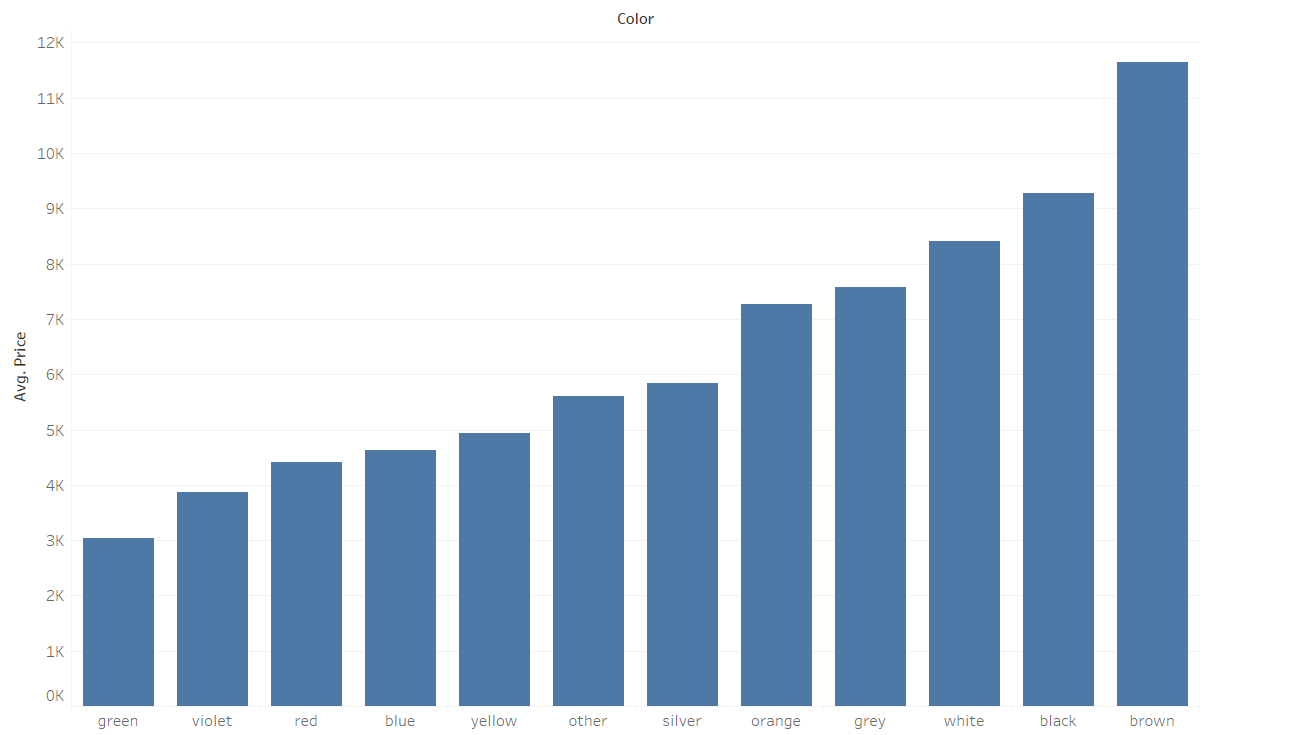 Color
12K
11K
10K
9K
8K
7K
6K
5K
4K
3K
2K
1K
0K
Avg. Price
green violet red blue yellow other silver orange grey white black brown